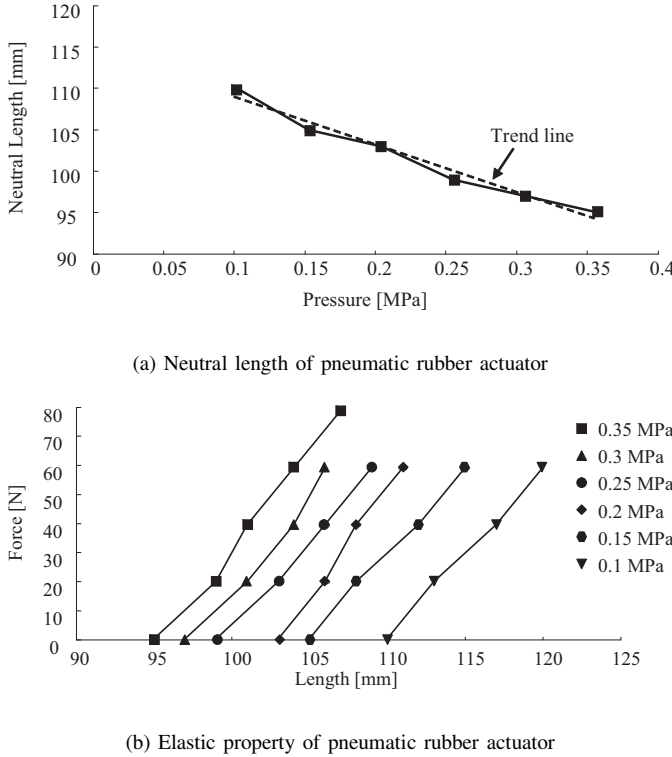 120
115
110
105
100
95
90
Neutral Length [mm]
Trend line
0 0.05 0.1 0.15 0.2 0.25 0.3 0.35 0.4
Pressure [MPa]
(a) Neutral length of pneumatic rubber actuator
80
70
60
50
40
30
20
10
0
Force [N]
0.35 MPa
0.3 MPa
0.25 MPa
0.2 MPa
0.15 MPa
0.1 MPa
90 95 100 105 110 115 120 125
Length [mm]
(b) Elastic property of pneumatic rubber actuator